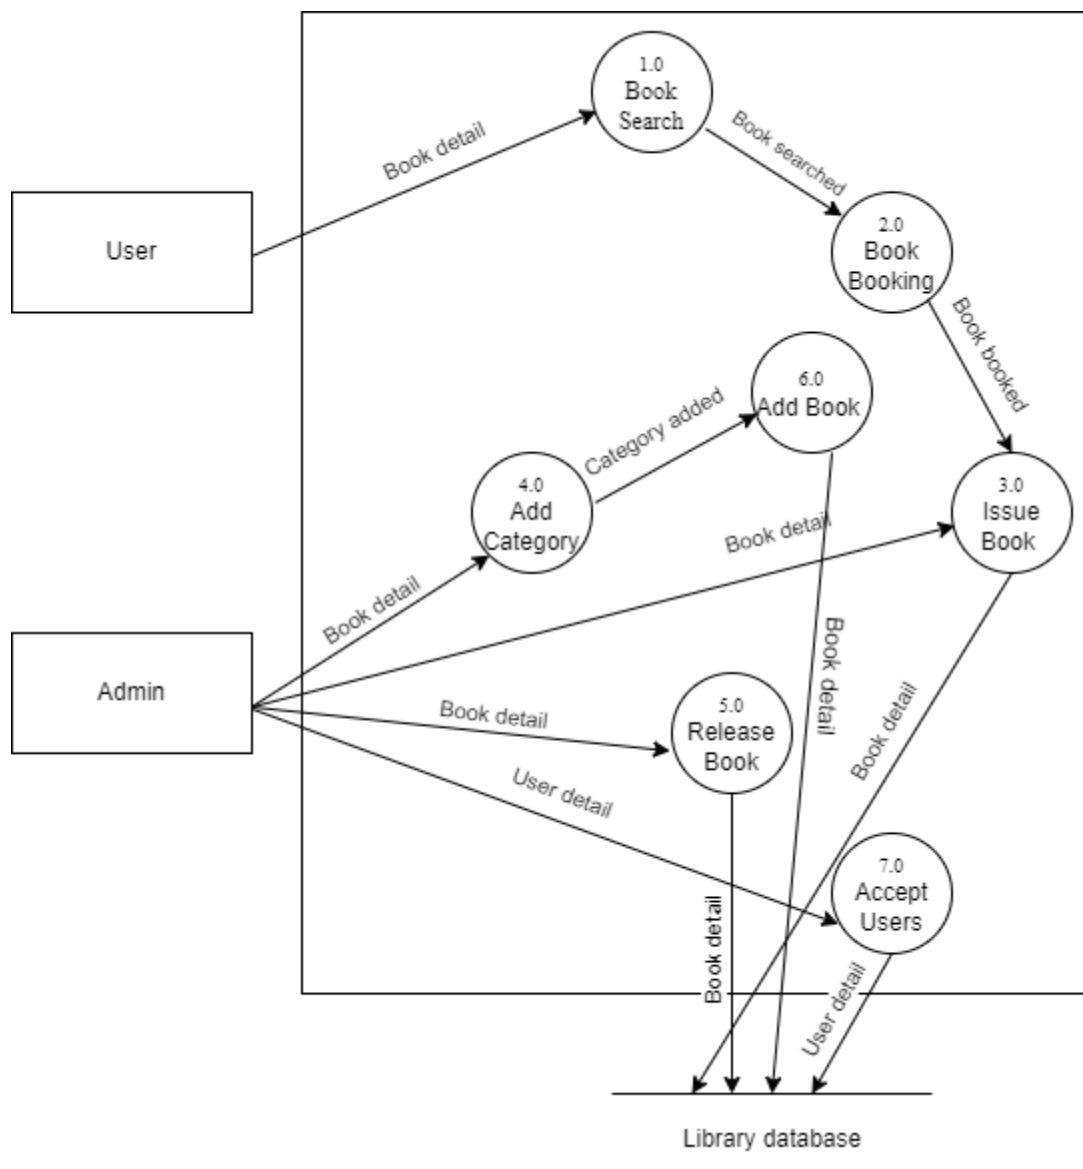 1.0
Book
Search
Book detail
Book searched
User
2.0
Book
Booking
Book booked
6.0
Add Book
Category added
4.0
Add
Category
3.0
Issue
Book
Book detail
Book detail
Admin
Book detail
Book detail
5.0
Release
Book
Book detail
User detail
7.0
Accept
Users
Book detail
User detail
Library database